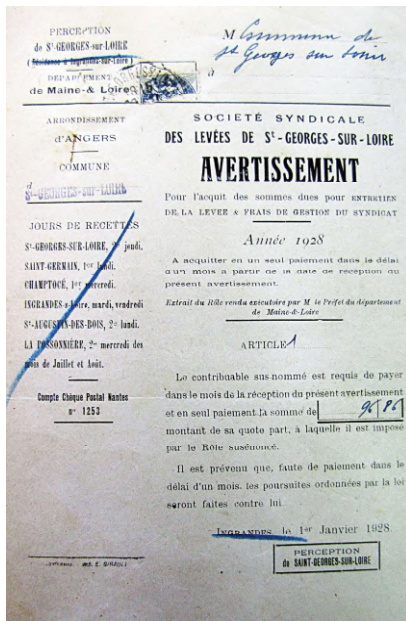 PERCEPTION
de St-GEORGES-sur-LOIRE
(Résidence à Ingrandes-sur-Loire)
DÉPARTEMENT
de Maine-& Loire
ARRONDISSEMENT
d'ANGERS
COMMUNE
d
St-GEORGES-sur-LOIRE
JOURS DE RECETTES
St-GEORGES-SUR-LOIRE, 2e jeudi.
SAINT-GERMAIN, 1er lundi.
CHAMPTOCÉ, 1er mercredi.
INGRANDES-s-Loire, mardi, vendredi
St-AUGUSTIN-DES-BOIS, 2e lundi.
LA POSSONNIÈRE, 2me mercredi des
mois de Juillet et Août.
Compte Chèque Postal Nantes
n° 1253
M Commune de
St Georges sur Loire
à
SOCIÉTÉ SYNDICALE
DES LEVÉES DE St-GEORGES-SUR-LOIRE
AVERTISSEMENT
Pour l'acquit des sommes dues pour ENTRETIEN
DE LA LEVÉE & FRAIS DE GESTION DU SYNDICAT
Année 1928
A acquitter en un seul paiement dans le délai
d'un mois à partir de la date de réception du
présent avertissement.
Extrait du Rôle rendu exécutoire par M le Préfet du département
de Maine-&-Loire
ARTICLE 1
Le contribuable sus-nommé est requis de payer
dans le mois de la réception du présent avertissement
et en seul paiement la somme de 96 86
montant de sa quote part, à laquelle il est imposé
par le Rôle susénoncé.
Il est prévenu que, faute de paiement dans le
délai d'un mois, les poursuites ordonnées par la loi
seront faites contre lui
INGRANDES, le 1er Janvier 1928.
PERCEPTION
de SAINT-GEORGES-SUR-LOIRE